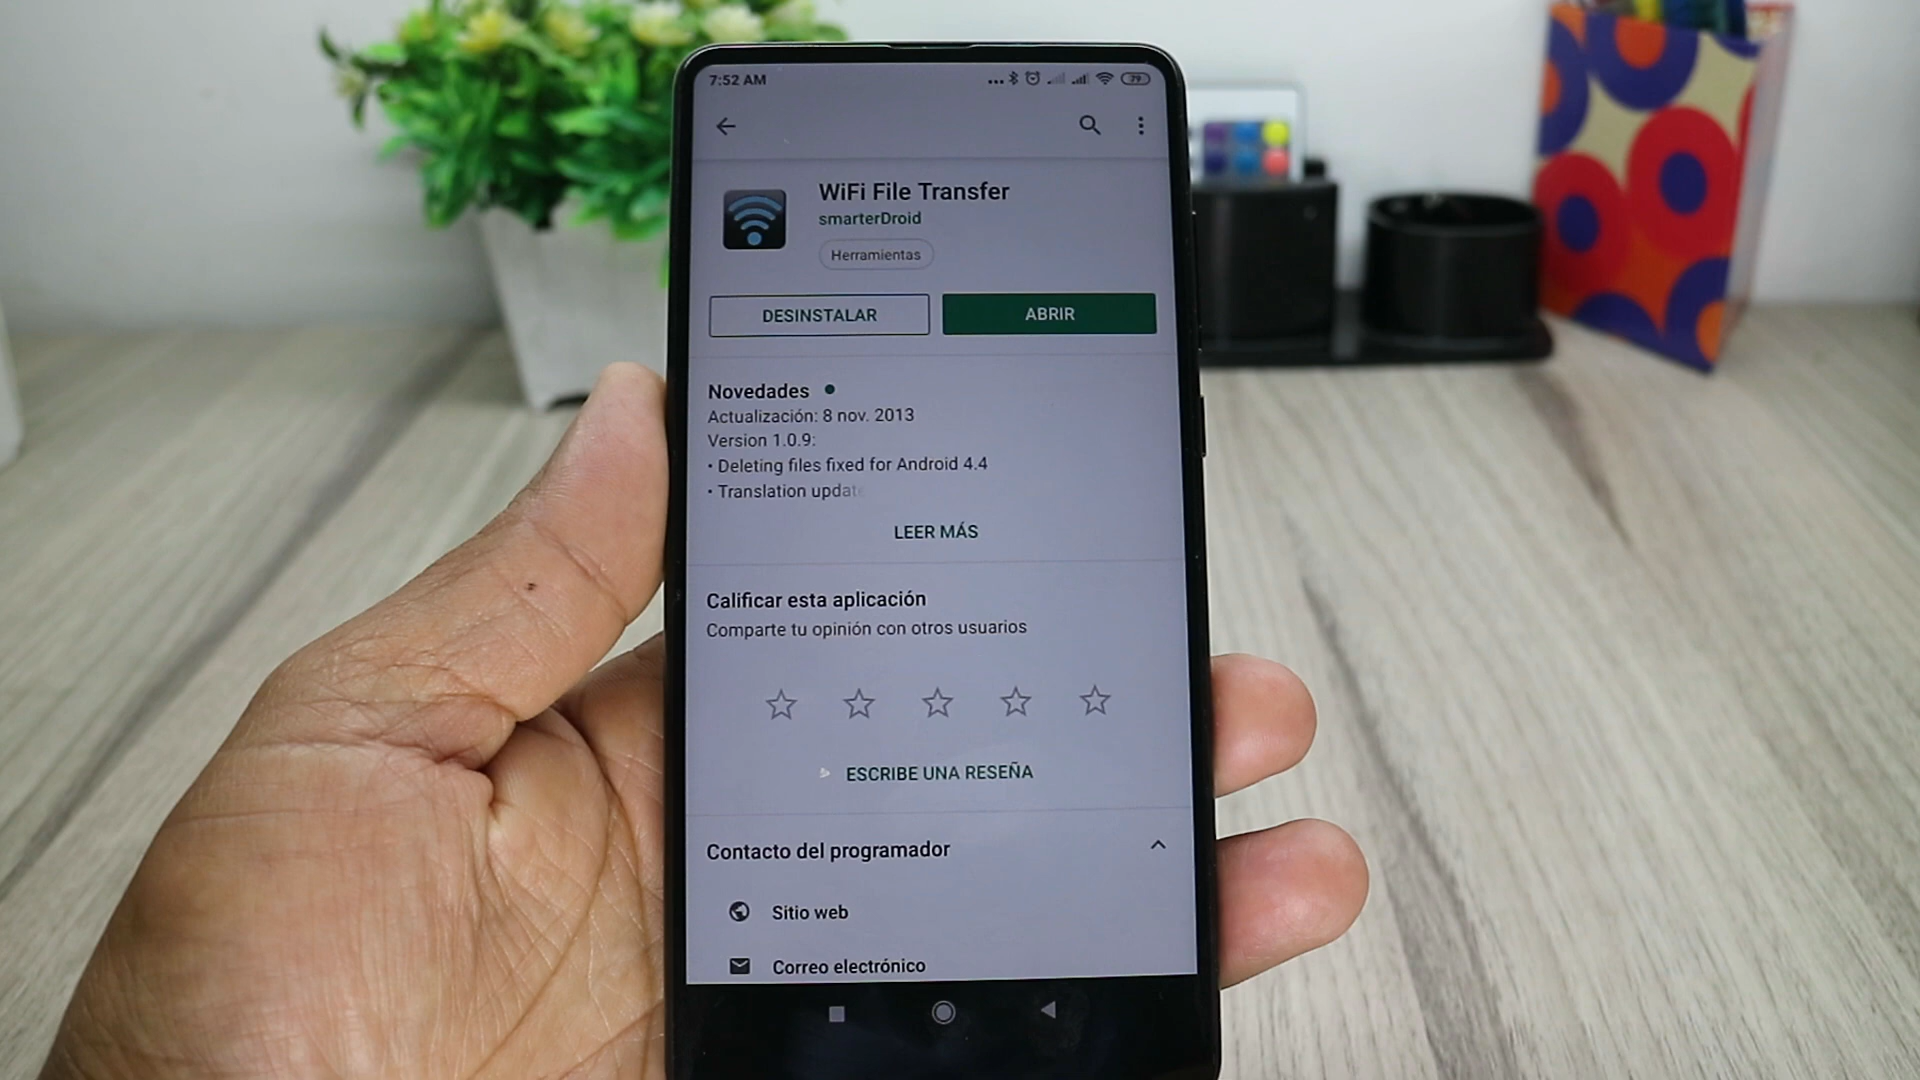 7:52 AM
79
WiFi File Transfer
smarterDroid
Herramientas
DESINSTALAR
ABRIR
Novedades
Actualización: 8 nov. 2013
Version 1.0.9:
• Deleting files fixed for Android 4.4
• Translation update
LEER MÁS
Calificar esta aplicación
Comparte tu opinión con otros usuarios
ESCRIBE UNA RESEÑA
Contacto del programador
Sitio web
Correo electrónico